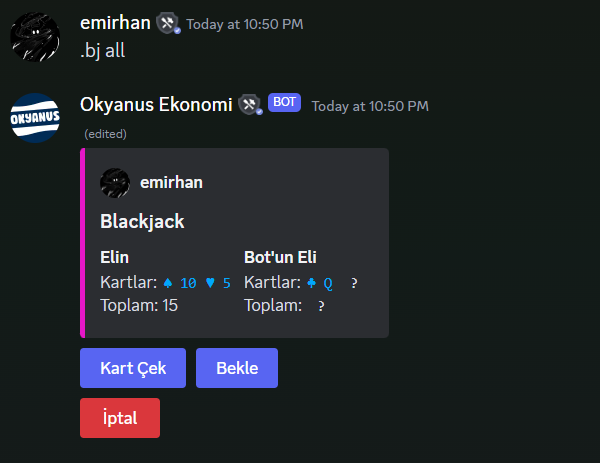 emirhan Today at 10:50 PM
.bj all
OKYANUS
Okyanus Ekonomi BOT Today at 10:50 PM
(edited)
emirhan
Blackjack
Elin Bot'un Eli
Kartlar: ♠ 10 ♥ 5 Kartlar: ♣ Q ?
Toplam: 15 Toplam: ?
Kart Çek Bekle
İptal